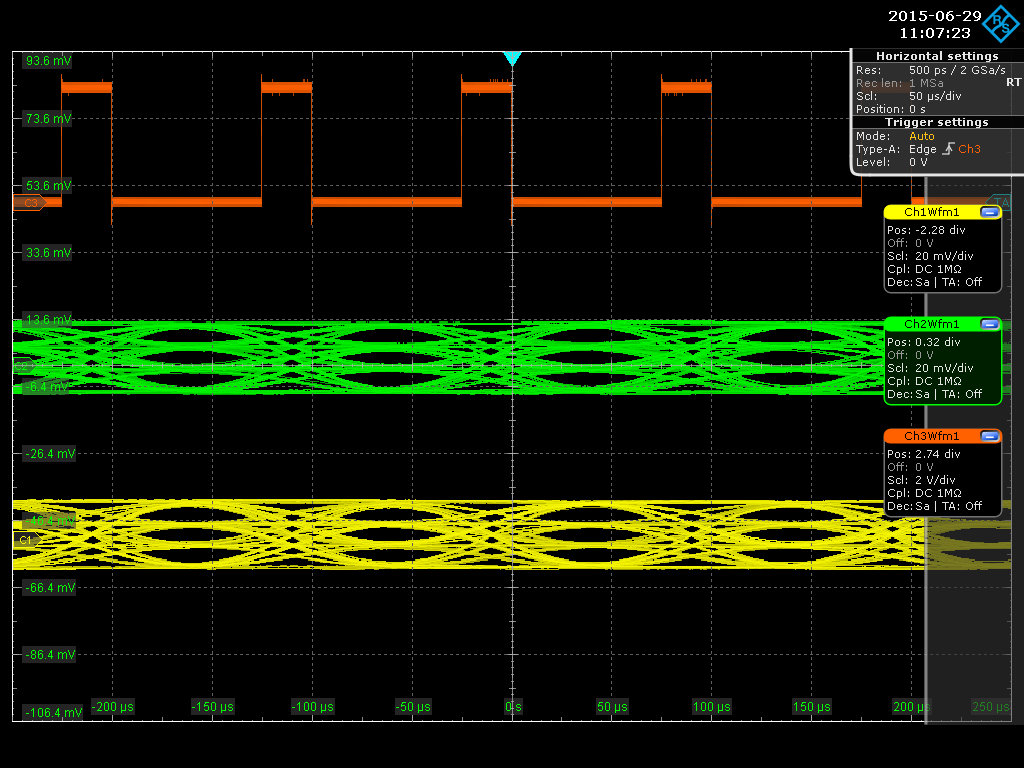 2015-06-29
11:07:23
R S
Horizontal settings
Res: 500 ps / 2 GSa/s
Rec len: 1 MSa
RT
Scl: 50 µs/div
Position: 0 s
Trigger settings
Mode: Auto
Type-A: Edge Ch3
Level: 0 V
93.6 mV
73.6 mV
53.6 mV
C3
TA
33.6 mV
13.6 mV
C2
-6.4 mV
-26.4 mV
-46.4 mV
C1
-66.4 mV
-86.4 mV
-106.4 mV
Ch1Wfm1
Pos: -2.28 div
Off: 0 V
Scl: 20 mV/div
Cpl: DC 1MΩ
Dec: Sa | TA: Off
Ch2Wfm1
Pos: 0.32 div
Off: 0 V
Scl: 20 mV/div
Cpl: DC 1MΩ
Dec: Sa | TA: Off
Ch3Wfm1
Pos: 2.74 div
Off: 0 V
Scl: 2 V/div
Cpl: DC 1MΩ
Dec: Sa | TA: Off
-200 µs -150 µs -100 µs -50 µs 0 s 50 µs 100 µs 150 µs 200 µs 250 µs